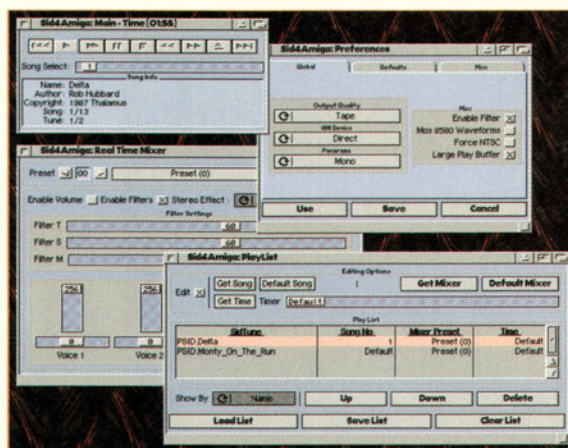 Sid4Amiga: Main - Time [01:55]
Song Select: 1
Song Info
Name: Delta
Author: Rob Hubbard
Copyright: 1987 Thalamus
Song: 1/13
Tune: 1/2
Sid4Amiga: Preferences
Global Defaults Misc
Output Quality
Tape
Direct
Panorama
Mono
Misc
Enable Filter
Mos 8580 Waveforms
Force NTSC
Large Play Buffer
Use Save Cancel
Sid4Amiga: Real Time Mixer
Preset 00 Preset (0)
Enable Volume Enable Filters Stereo Effect :
Filter Settings
Filter T 60
Filter S 60
Filter M
256 256
0 0
Voice 1 Voice 2
Sid4Amiga: PlayList
Editing Options
Edit Get Song Default Song Get Mixer Default Mixer
Get Time Timer Default
Play List
SidTune Song No Mixer Preset Time
PSID.Delta 1 Preset (0) Default
PSID.Monty_On_The_Run Default Preset (0) Default
Show By Name Up Down Delete
Load List Save List Clear List